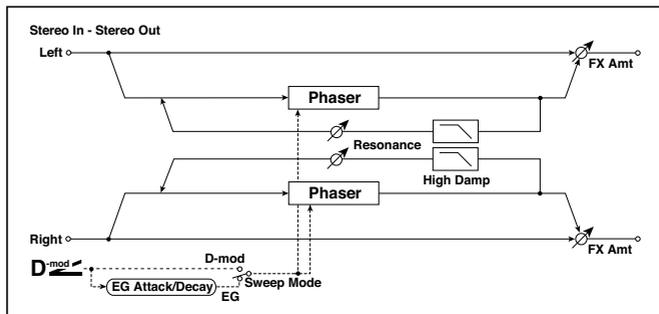 Stereo In - Stereo Out
Left
FX Amt
Phaser
Resonance
High Damp
Phaser
Right
FX Amt
D-mod
D-mod
EG Attack/Decay
EG
Sweep Mode